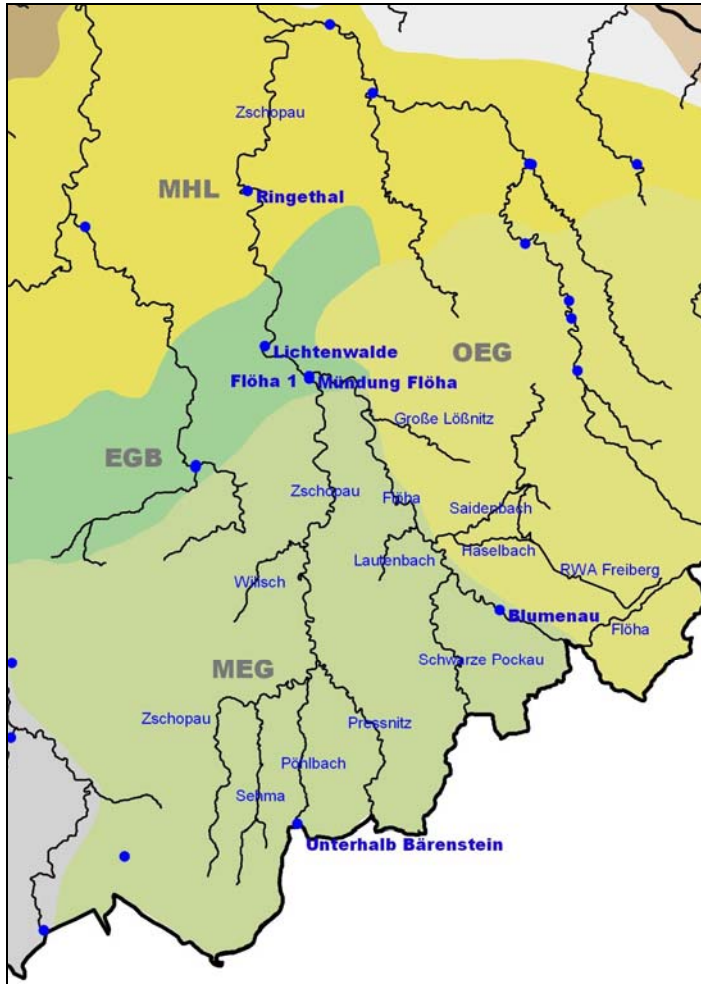 Zschopau
MHL
Ringethal
Lichtenwalde
OEG
Flöha 1
Mündung Flöha
Große Lößnitz
EGB
Zschopau
Flöha
Saidenbach
Haselbach
Lautenbach
RWA Freiberg
Wilisch
Blumenau
Flöha
MEG
Schwarze Pockau
Zschopau
Pressnitz
Pöhlbach
Sehma
Unterhalb Bärenstein